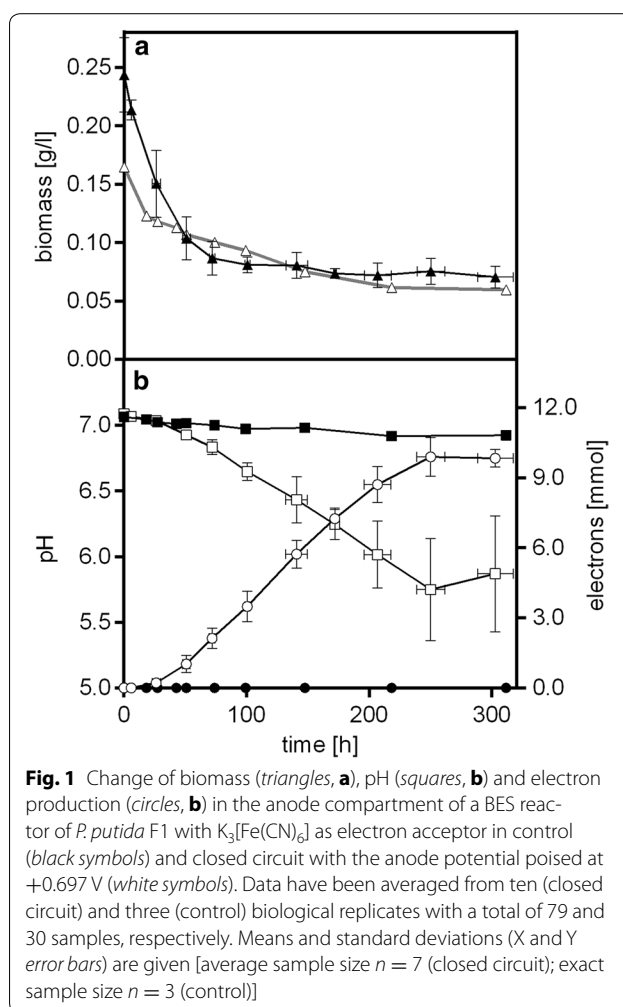 a
0.25
0.20
0.15
0.10
0.05
0.00
biomass [g/l]
b
7.0
6.5
6.0
5.5
5.0
pH
12.0
9.0
6.0
3.0
0.0
electrons [mmol]
0
100
200
300
time [h]
Fig. 1 Change of biomass (triangles, a), pH (squares, b) and electron
production (circles, b) in the anode compartment of a BES reac-
tor of P. putida F1 with K₃[Fe(CN)₆] as electron acceptor in control
(black symbols) and closed circuit with the anode potential poised at
+0.697 V (white symbols). Data have been averaged from ten (closed
circuit) and three (control) biological replicates with a total of 79 and
30 samples, respectively. Means and standard deviations (X and Y
error bars) are given [average sample size n = 7 (closed circuit); exact
sample size n = 3 (control)]